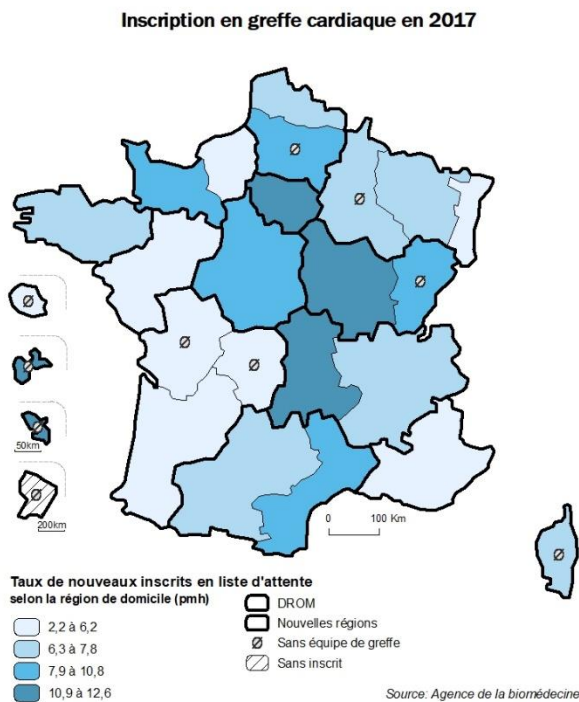 Inscription en greffe cardiaque en 2017
50km
200km
0 100 Km
Taux de nouveaux inscrits en liste d'attente
selon la région de domicile (pmh)
2,2 à 6,2
6,3 à 7,8
7,9 à 10,8
10,9 à 12,6
DROM
Nouvelles régions
Sans équipe de greffe
Sans inscrit
Source: Agence de la biomédecine